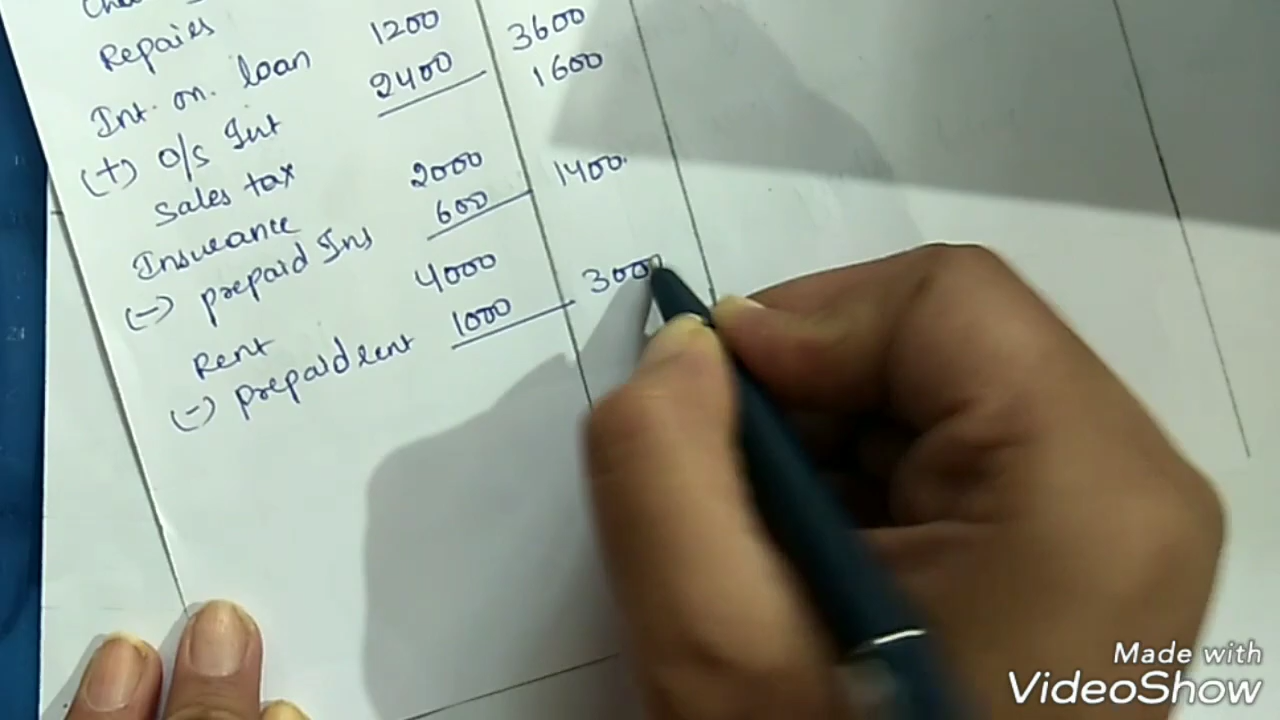 Repairs
Int. on. loan 1200
(+) o/s Int 2400 3600
Sales tax 1600
Insurance 2000
(-) prepaid Ins 600 1400
Rent 4000
(-) prepaid rent 1000 3000
Made with
VideoShow